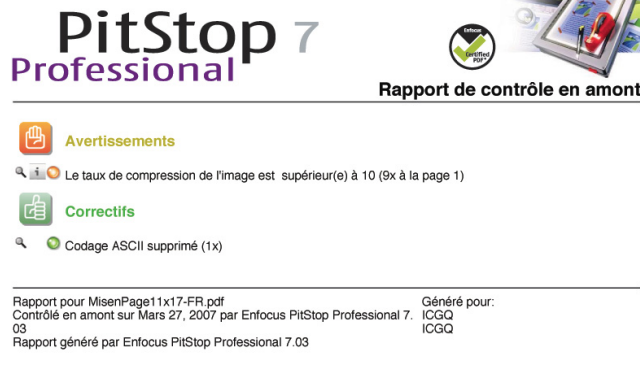 PitStop 7
Professional
Enfocus
Certified
PDF
Rapport de contrôle en amont
Avertissements
Le taux de compression de l'image est supérieur(e) à 10 (9x à la page 1)
Correctifs
Codage ASCII supprimé (1x)
Rapport pour MisenPage11x17-FR.pdf
Contrôlé en amont sur Mars 27, 2007 par Enfocus PitStop Professional 7.
03
Rapport généré par Enfocus PitStop Professional 7.03
Généré pour:
ICGQ
ICGQ